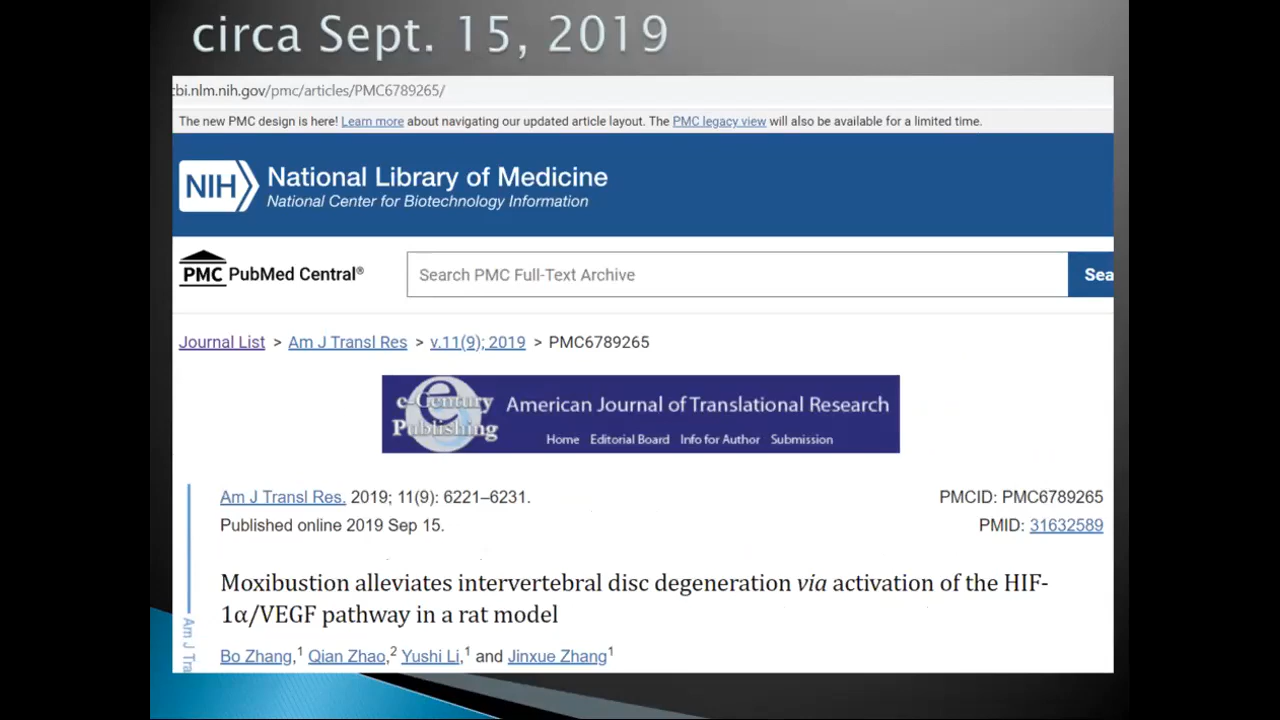 circa Sept. 15, 2019
cbi.nlm.nih.gov/pmc/articles/PMC6789265/
The new PMC design is here! Learn more about navigating our updated article layout. The PMC legacy view will also be available for a limited time.
NIH National Library of Medicine
National Center for Biotechnology Information
PMC PubMed Central®
Search PMC Full-Text Archive
Sea
Journal List > Am J Transl Res > v.11(9); 2019 > PMC6789265
e-Century Publishing
American Journal of Translational Research
Home Editorial Board Info for Author Submission
Am J Transl Res. 2019; 11(9): 6221–6231.
PMCID: PMC6789265
Published online 2019 Sep 15.
PMID: 31632589
Moxibustion alleviates intervertebral disc degeneration via activation of the HIF-
1α/VEGF pathway in a rat model
Bo Zhang,1 Qian Zhao,2 Yushi Li,1 and Jinxue Zhang1
Am J Tra